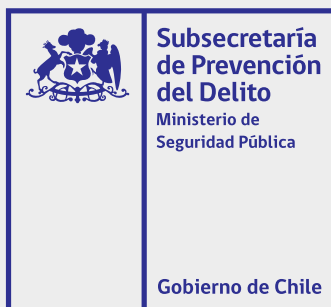 Subsecretaría
de Prevención
del Delito
Ministerio de
Seguridad Pública
Gobierno de Chile